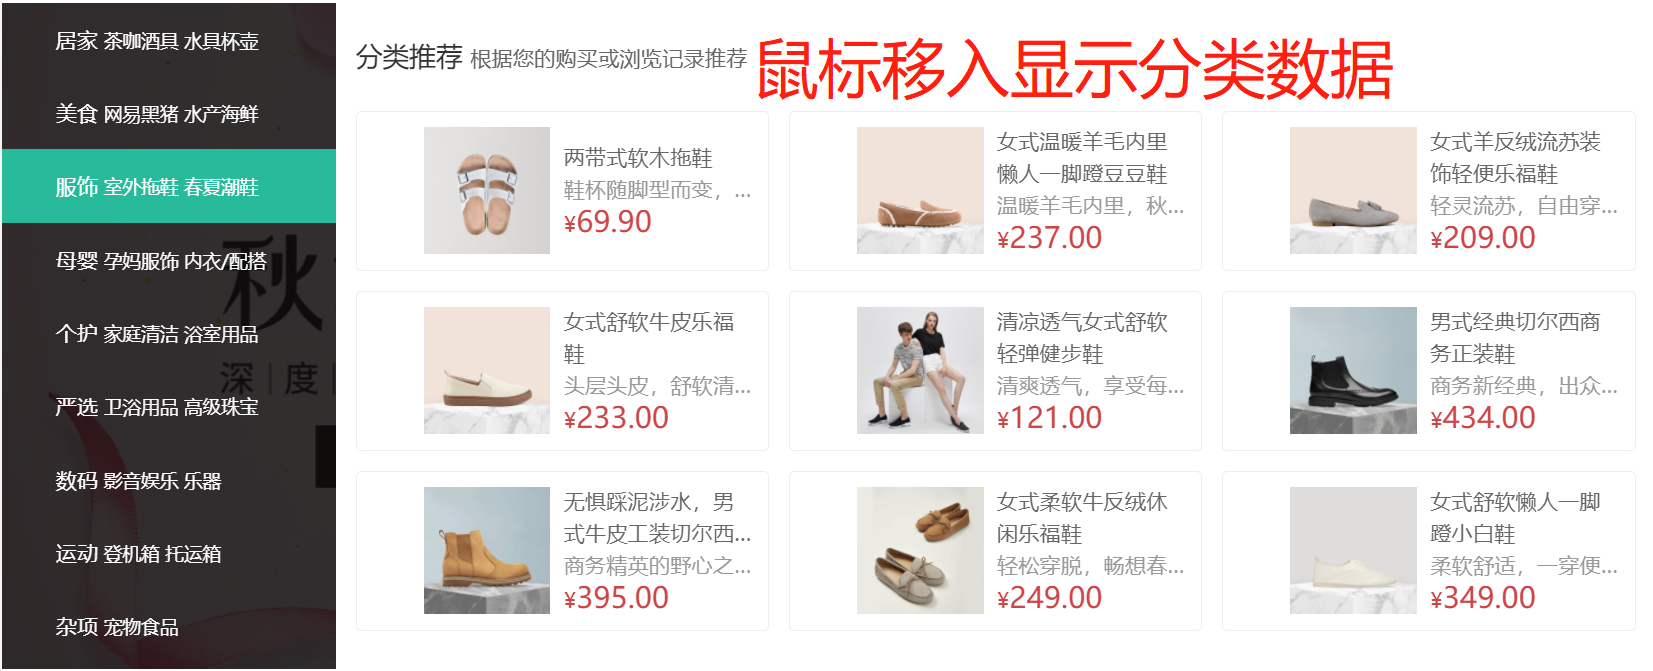 居家 茶咖酒具 水具杯壶
美食 网易黑猪 水产海鲜
服饰 室外拖鞋 春夏潮鞋
母婴 孕妈服饰 内衣/配搭
个护 家庭清洁 浴室用品
严选 卫浴用品 高级珠宝
数码 影音娱乐 乐器
运动 登机箱 托运箱
杂项 宠物食品
秋
深 | 度 |
分类推荐 根据您的购买或浏览记录推荐
鼠标移入显示分类数据
两带式软木拖鞋
鞋杯随脚型而变，...
¥69.90
女式温暖羊毛内里
懒人一脚蹬豆豆鞋
温暖羊毛内里，秋...
¥237.00
女式羊反绒流苏装
饰轻便乐福鞋
轻灵流苏，自由穿...
¥209.00
女式舒软牛皮乐福
鞋
头层头皮，舒软清...
¥233.00
清凉透气女式舒软
轻弹健步鞋
清爽透气，享受每...
¥121.00
男式经典切尔西商
务正装鞋
商务新经典，出众...
¥434.00
无惧踩泥涉水，男
式牛皮工装切尔西...
商务精英的野心之...
¥395.00
女式柔软牛反绒休
闲乐福鞋
轻松穿脱，畅想春...
¥249.00
女式舒软懒人一脚
蹬小白鞋
柔软舒适，一穿便...
¥349.00